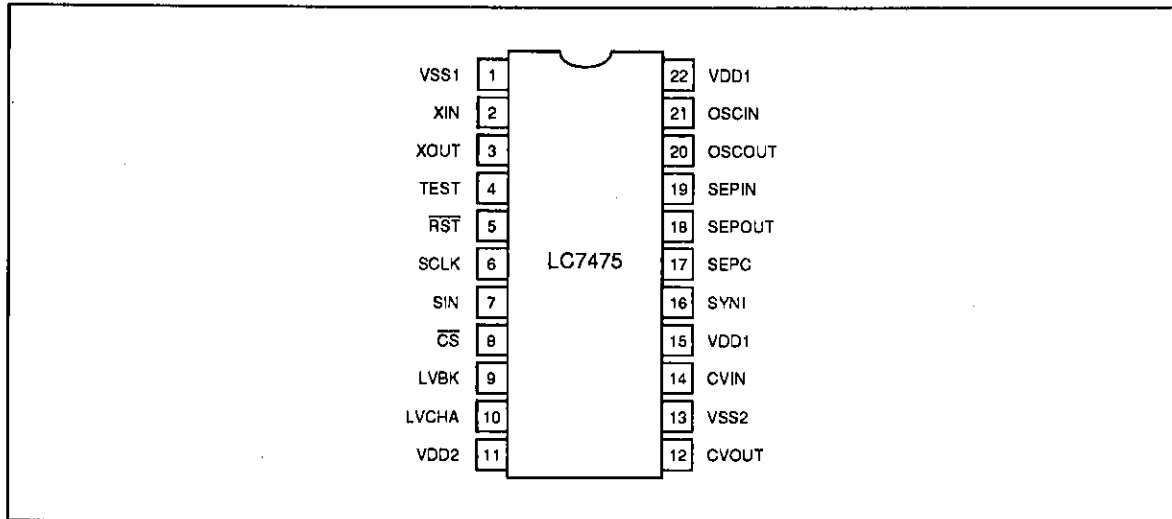 VSS1 1 22 VDD1
XIN 2 21 OSCIN
XOUT 3 20 OSCOUT
TEST 4 19 SEPIN
RST 5 18 SEPOUT
SCLK 6 LC7475 17 SEPC
SIN 7 16 SYNI
CS 8 15 VDD1
LVBK 9 14 CVIN
LVCHA 10 13 VSS2
VDD2 11 12 CVOUT